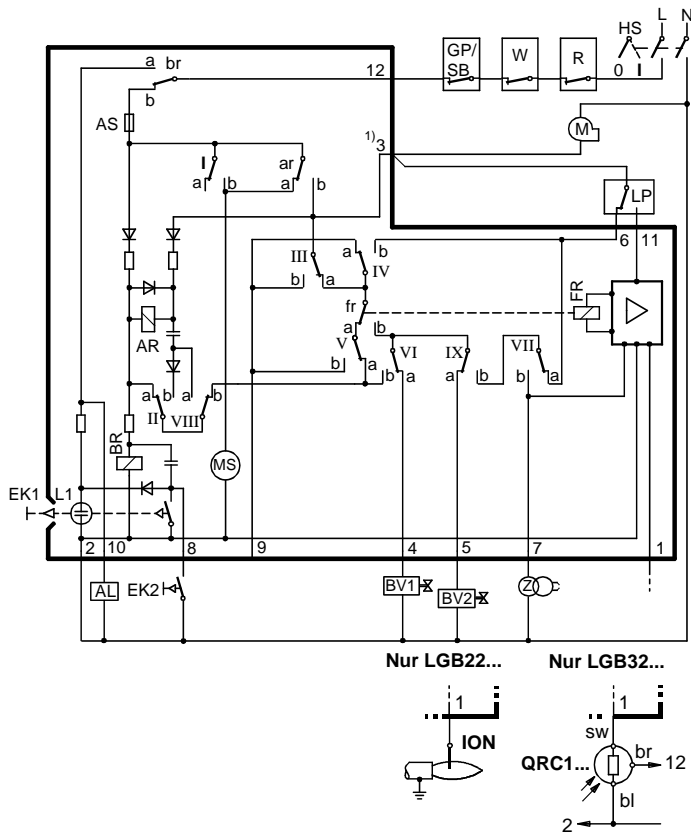 HS L N
a br 12 GP/ SB W R 0 I
b
AS
M
1) 3
I ar
a b a b
LP
6 11
III a b
b a IV
fr
FR
AR
a b
V
VI IX VII
a b a b
b a
a b a b b a
II VIII
BR
MS
EK1 L1
2 10 8 9 4 5 7 1
AL EK2 BV1 BV2 Z
Nur LGB22... Nur LGB32...
1 1
sw
ION
br
QRC1... 12
bl
2